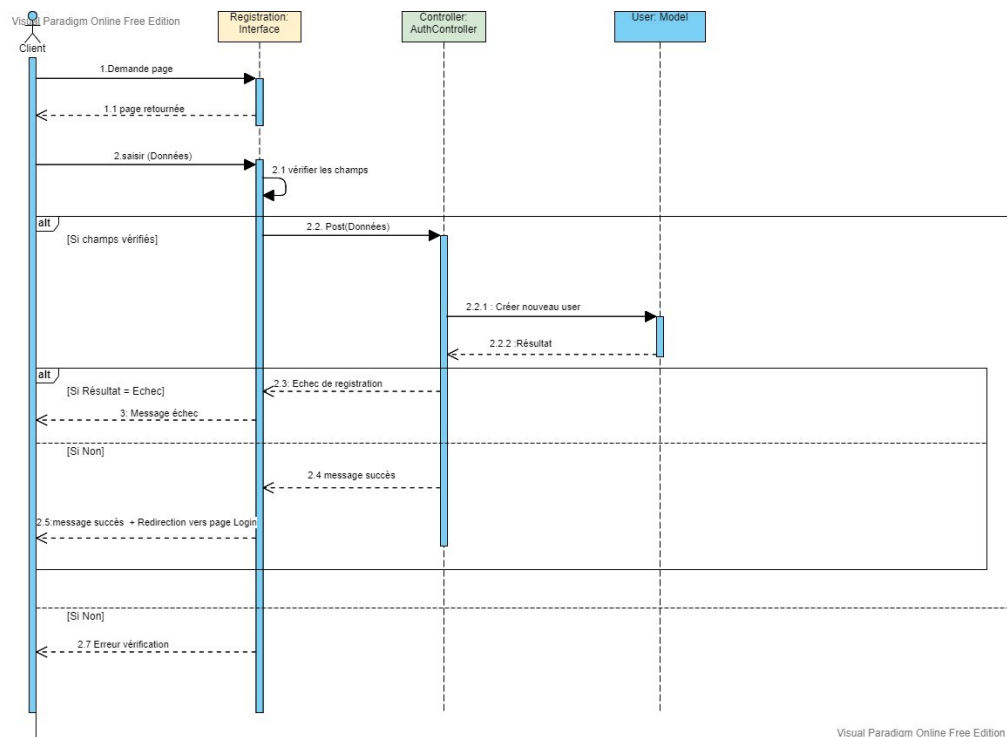 Visual Paradigm Online Free Edition
Client
Registration:
Interface
Controller:
AuthController
User: Model
1.Demande page
1.1 page retournée
2.saisir (Données)
2.1 vérifier les champs
alt
[Si champs vérifiès]
2.2. Post(Données)
2.2.1 : Créer nouveau user
2.2.2 :Résultat
alt
[Si Résultat = Echec]
2.3: Echec de registration
3: Message échec
[Si Non]
2.4 message succès
2.5:message succès + Redirection vers page Login
[Si Non]
2.7 Erreur vérification
Visual Paradigm Online Free Edition